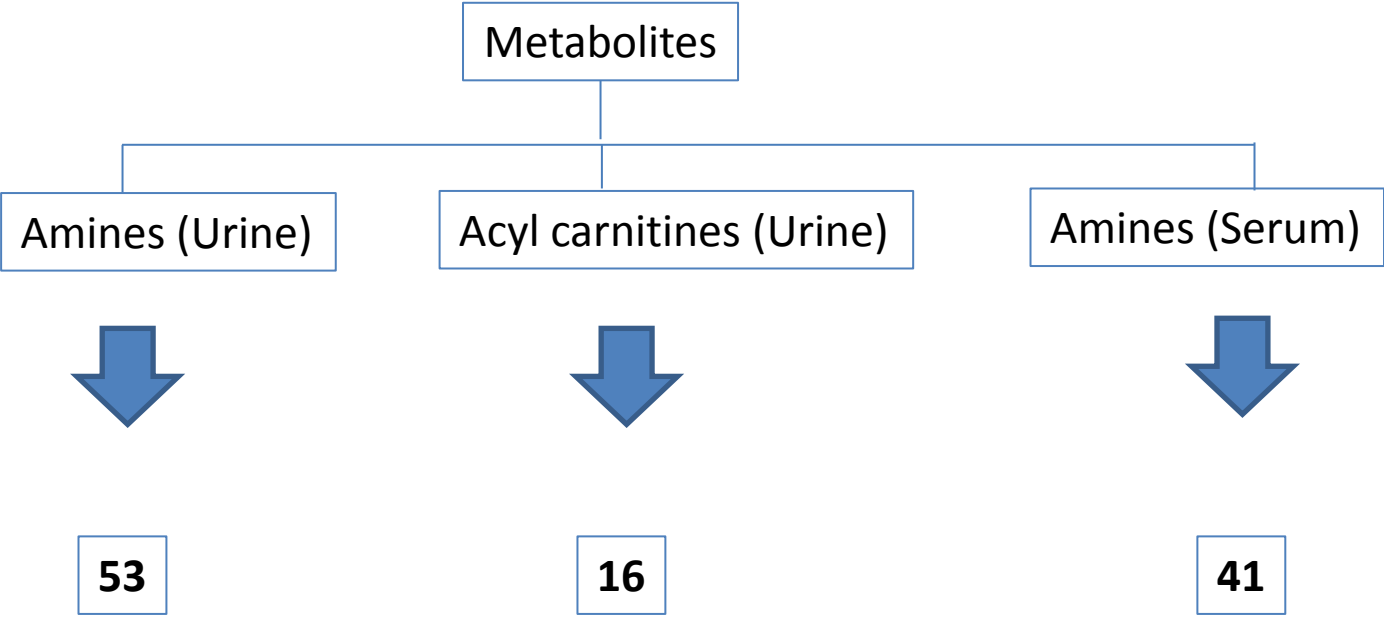 Metabolites
Amines (Urine)
Acyl carnitines (Urine)
Amines (Serum)
53
16
41